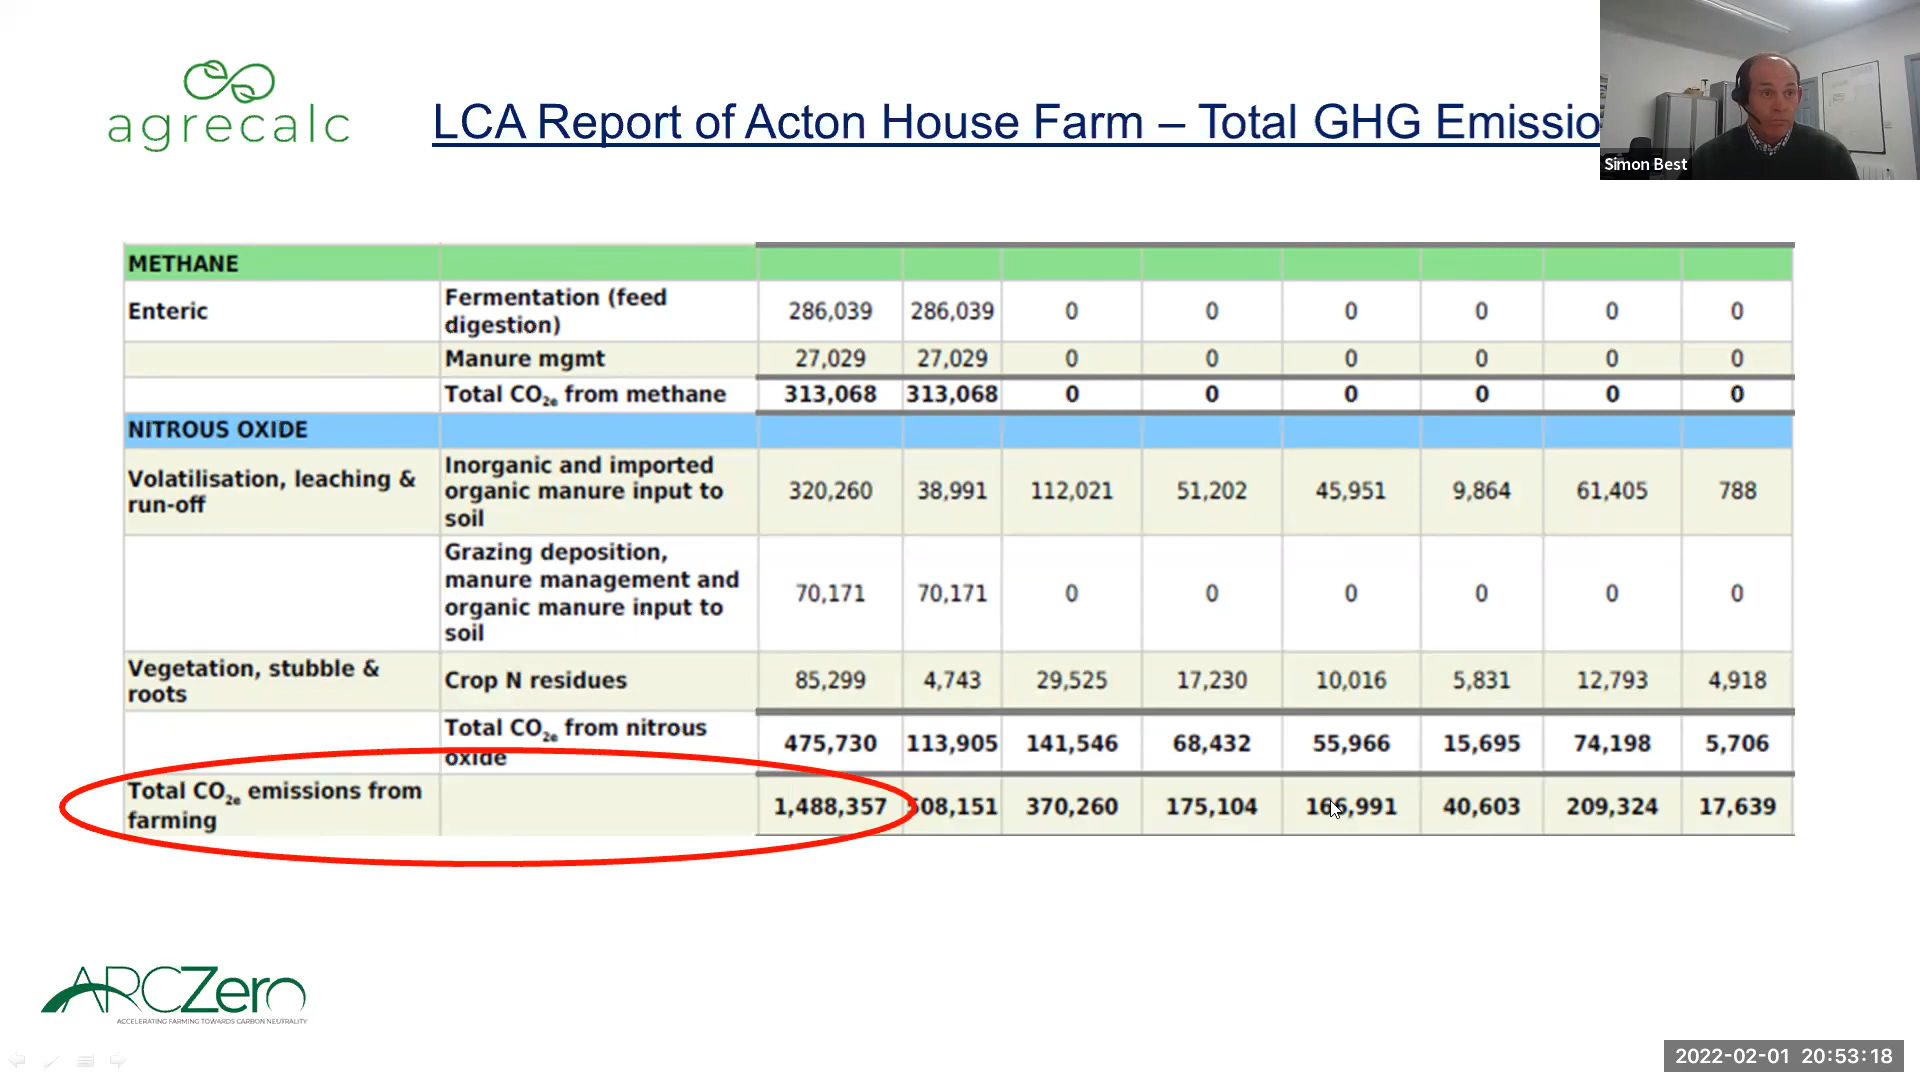 agrecalc
LCA Report of Acton House Farm – Total GHG Emissio
Simon Best
METHANE
Enteric Fermentation (feed digestion) 286,039 286,039 0 0 0 0 0 0
Manure mgmt 27,029 27,029 0 0 0 0 0 0
Total CO2e from methane 313,068 313,068 0 0 0 0 0 0
NITROUS OXIDE
Volatilisation, leaching & run-off Inorganic and imported organic manure input to soil 320,260 38,991 112,021 51,202 45,951 9,864 61,405 788
Grazing deposition, manure management and organic manure input to soil 70,171 70,171 0 0 0 0 0 0
Vegetation, stubble & roots Crop N residues 85,299 4,743 29,525 17,230 10,016 5,831 12,793 4,918
Total CO2e from nitrous oxide 475,730 113,905 141,546 68,432 55,966 15,695 74,198 5,706
Total CO2e emissions from farming 1,488,357 508,151 370,260 175,104 166,991 40,603 209,324 17,639
ARCZero
ACCELERATING FARMING TOWARDS CARBON NEUTRALITY
2022-02-01 20:53:18